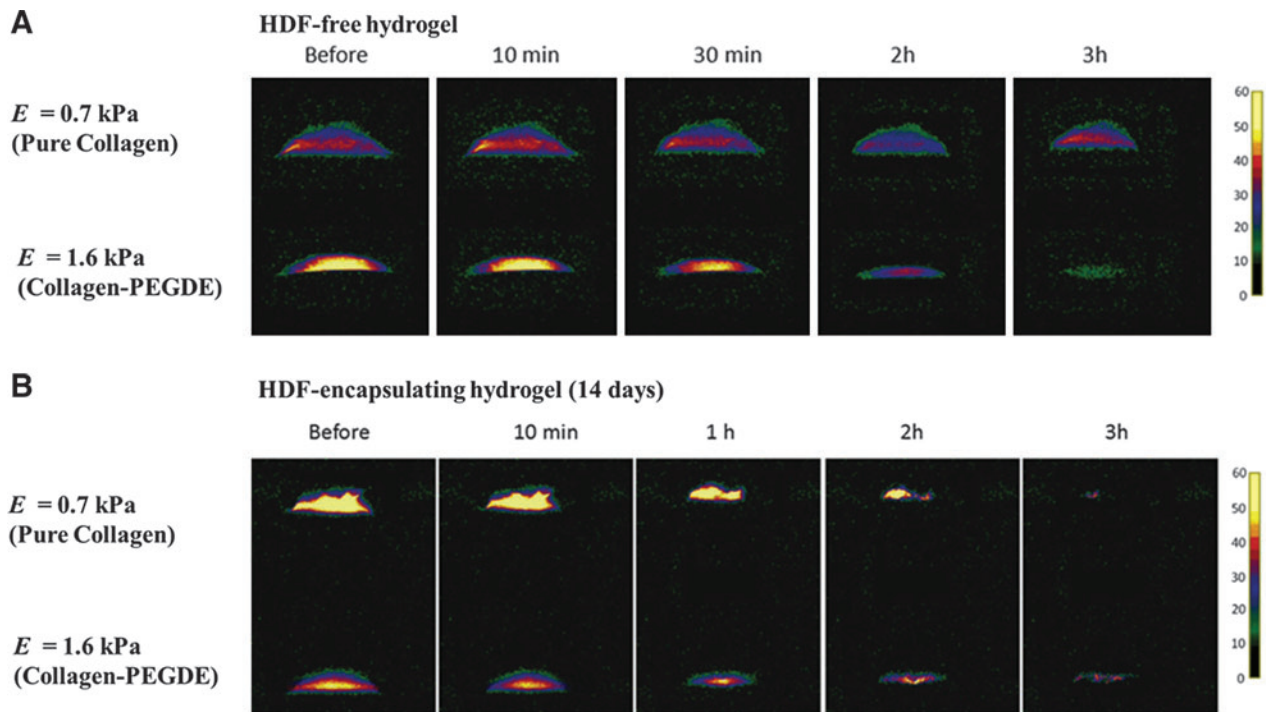 A
HDF-free hydrogel
Before 10 min 30 min 2h 3h
E = 0.7 kPa
(Pure Collagen)
E = 1.6 kPa
(Collagen-PEGDE)
60
50
40
30
20
10
0
B
HDF-encapsulating hydrogel (14 days)
Before 10 min 1 h 2h 3h
E = 0.7 kPa
(Pure Collagen)
E = 1.6 kPa
(Collagen-PEGDE)
60
50
40
30
20
10
0